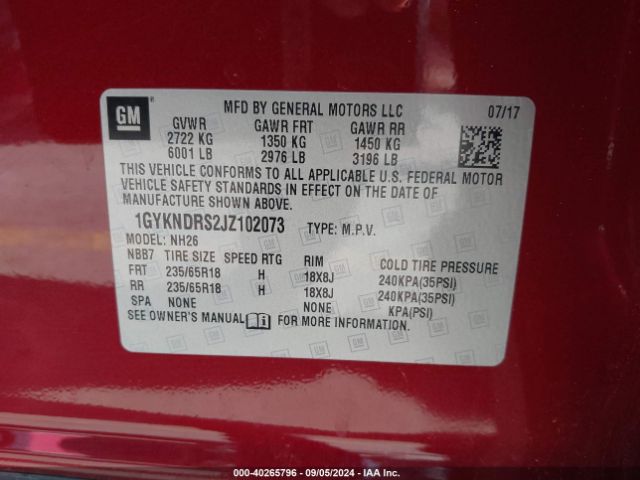 GM
MFD BY GENERAL MOTORS LLC 07/17
GVWR GAWR FRT GAWR RR
2722 KG 1350 KG 1450 KG
6001 LB 2976 LB 3196 LB
THIS VEHICLE CONFORMS TO ALL APPLICABLE U.S. FEDERAL MOTOR
VEHICLE SAFETY STANDARDS IN EFFECT ON THE DATE OF
MANUFACTURE SHOWN ABOVE.
1GYKNDRS2JZ102073 TYPE: M.P.V.
MODEL: NH26
NBB7 TIRE SIZE SPEED RTG RIM COLD TIRE PRESSURE
FRT 235/65R18 H 18X8J 240KPA(35PSI)
RR 235/65R18 H 18X8J 240KPA(35PSI)
SPA NONE NONE KPA(PSI)
SEE OWNER'S MANUAL FOR MORE INFORMATION.
000-40265796 - 09/05/2024 - IAA Inc.